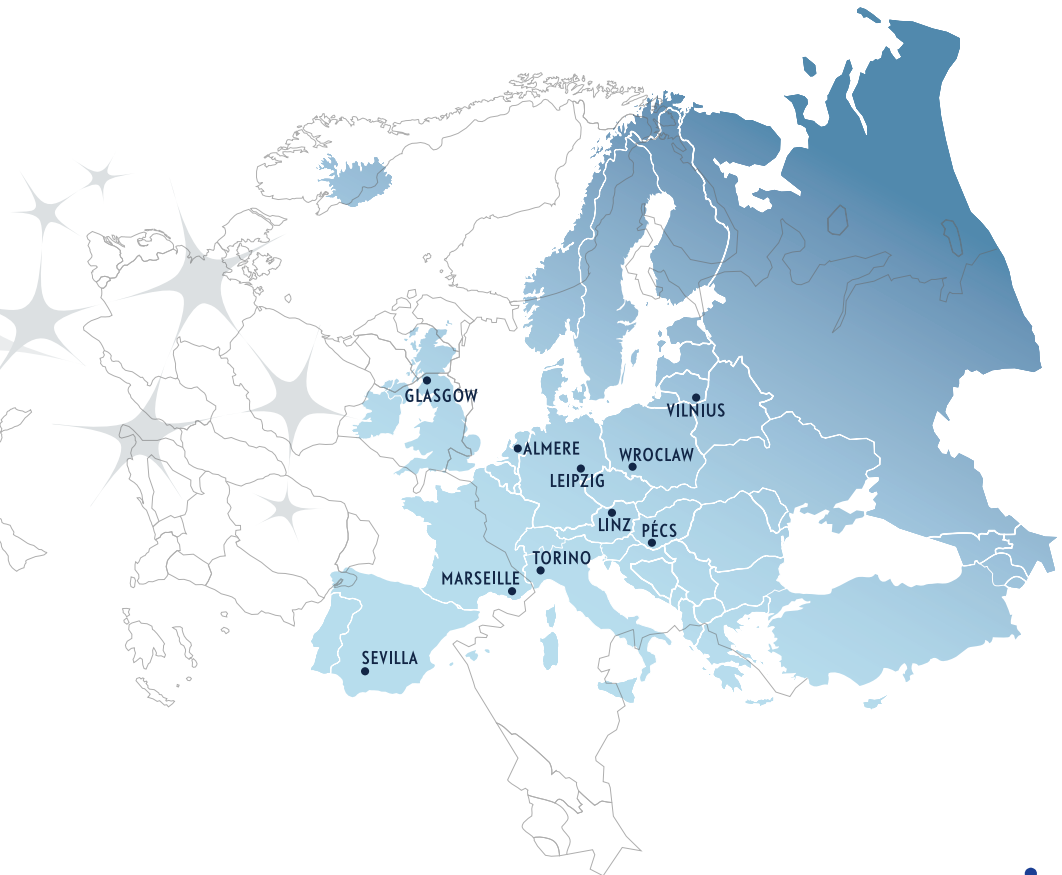 GLASGOW
VILNIUS
ALMERE
WROCLAW
LEIPZIG
LINZ
PÉCS
TORINO
MARSEILLE
SEVILLA